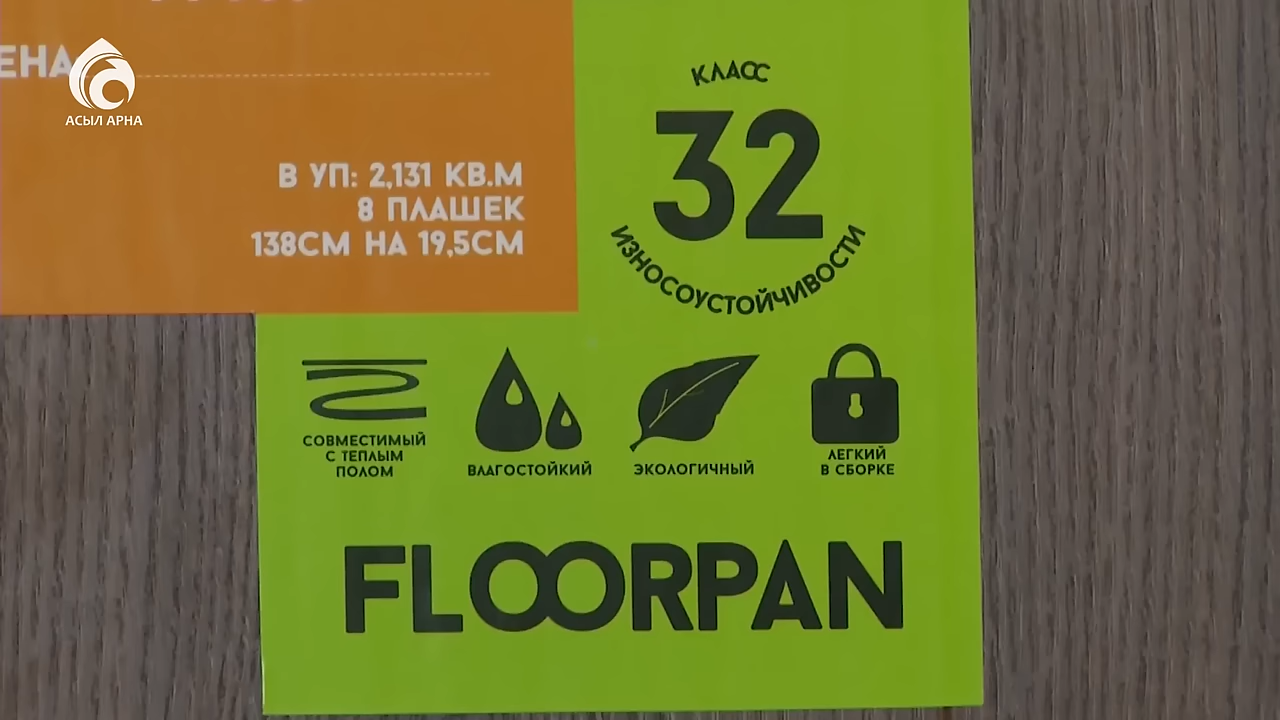 ЕНА
АСЫЛ АРНА
В УП: 2,131 КВ.М
8 ПЛАШЕК
138СМ НА 19,5СМ
КЛАСС
32
ИЗНОСОУСТОЙЧИВОСТИ
СОВМЕСТИМЫЙ
С ТЕПЛЫМ
ПОЛОМ
ВЛАГОСТОЙКИЙ
ЭКОЛОГИЧНЫЙ
ЛЕГКИЙ
В СБОРКЕ
FLOORPAN